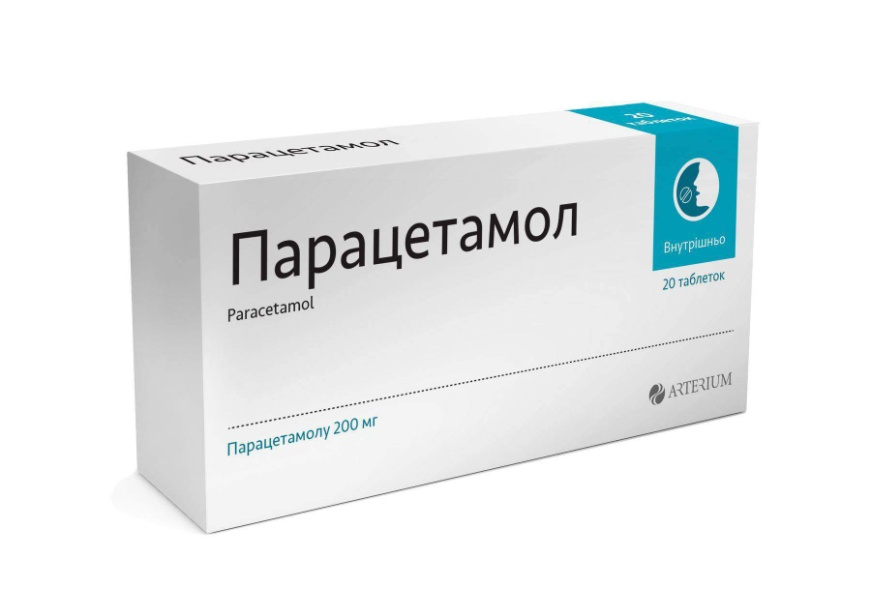 Парацетамол
20
таблеток
Парацетамол
Paracetamol
Внутрішньо
20 таблеток
Парацетамолу 200 мг
ARTERIUM